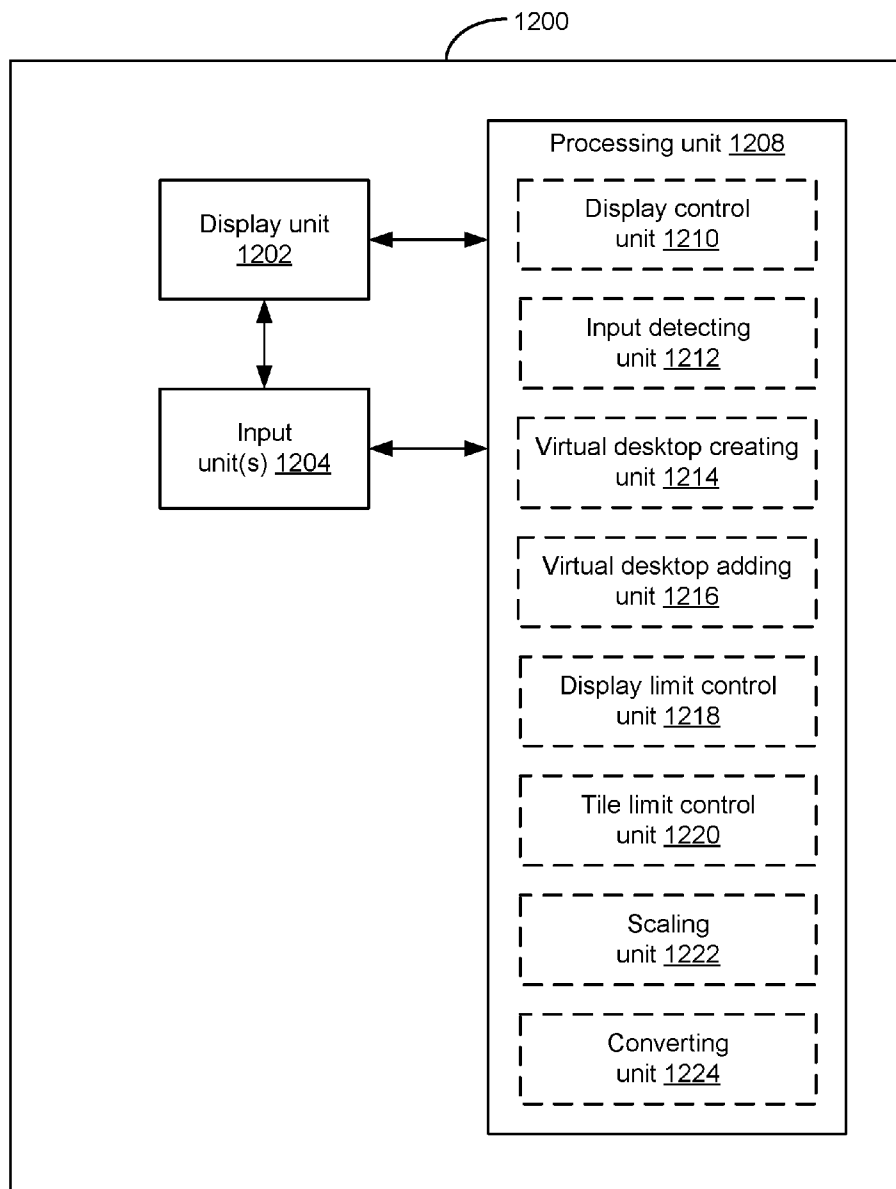 1200
Processing unit 1208
Display unit
1202
Input
unit(s) 1204
Display control
unit 1210
Input detecting
unit 1212
Virtual desktop creating
unit 1214
Virtual desktop adding
unit 1216
Display limit control
unit 1218
Tile limit control
unit 1220
Scaling
unit 1222
Converting
unit 1224